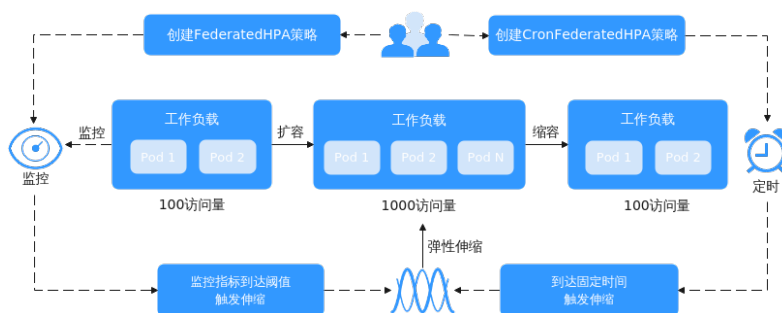 创建FederatedHPA策略
创建CronFederatedHPA策略
监控
工作负载
Pod 1
Pod 2
扩容
工作负载
Pod 1
Pod 2
Pod N
缩容
工作负载
Pod 1
Pod 2
监控
定时
100访问量
1000访问量
100访问量
弹性伸缩
监控指标到达阈值
触发伸缩
到达固定时间
触发伸缩